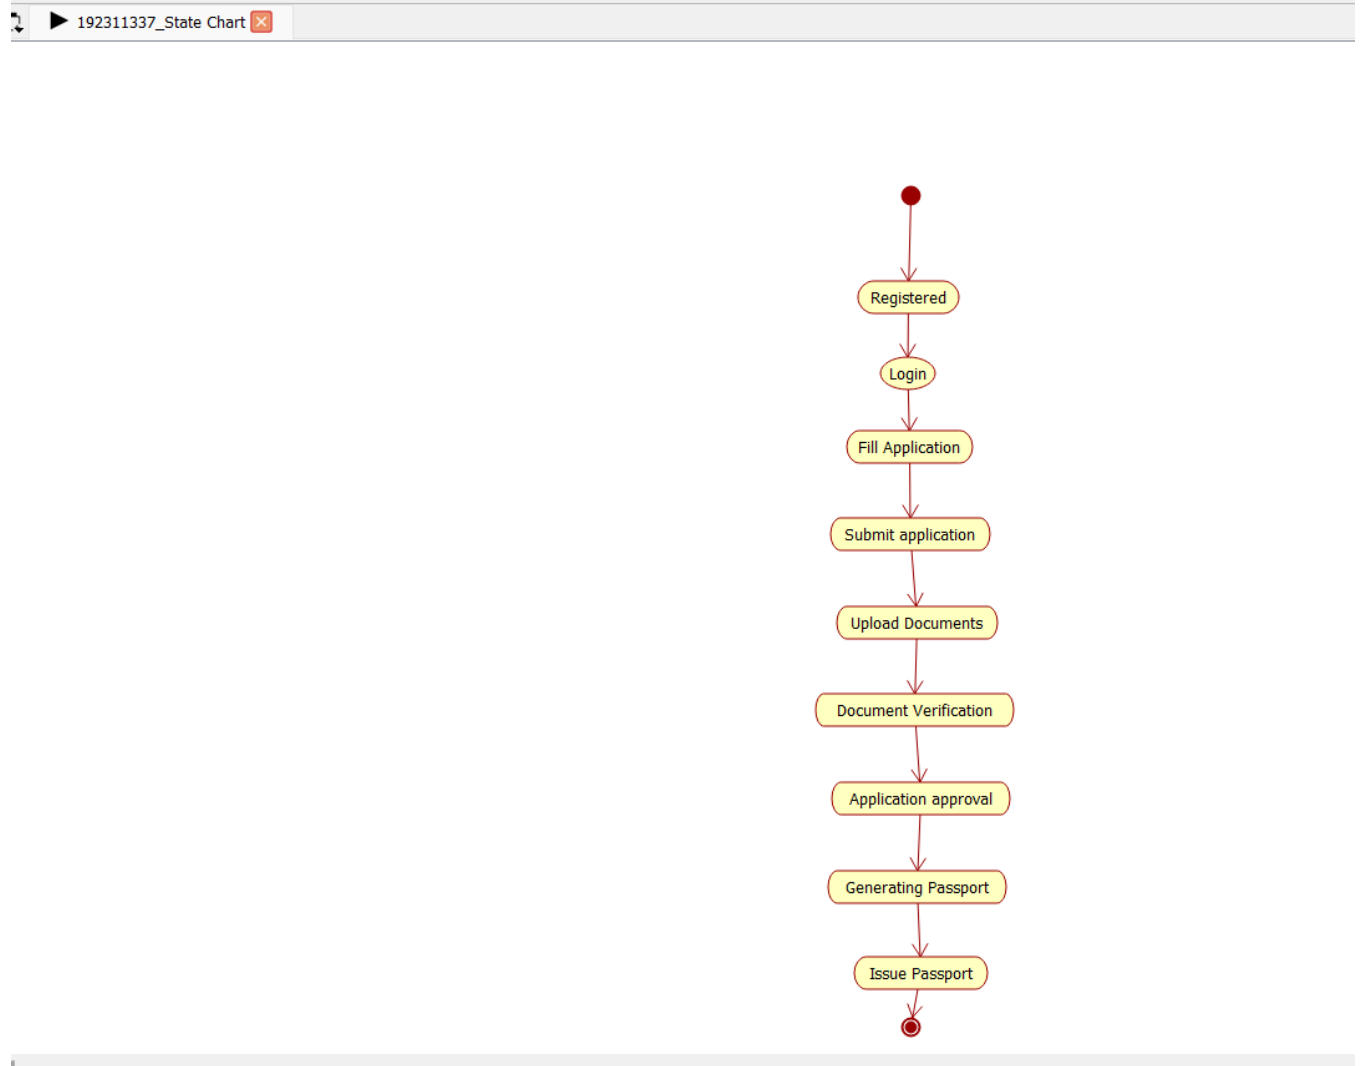 192311337_State Chart
Registered
Login
Fill Application
Submit application
Upload Documents
Document Verification
Application approval
Generating Passport
Issue Passport